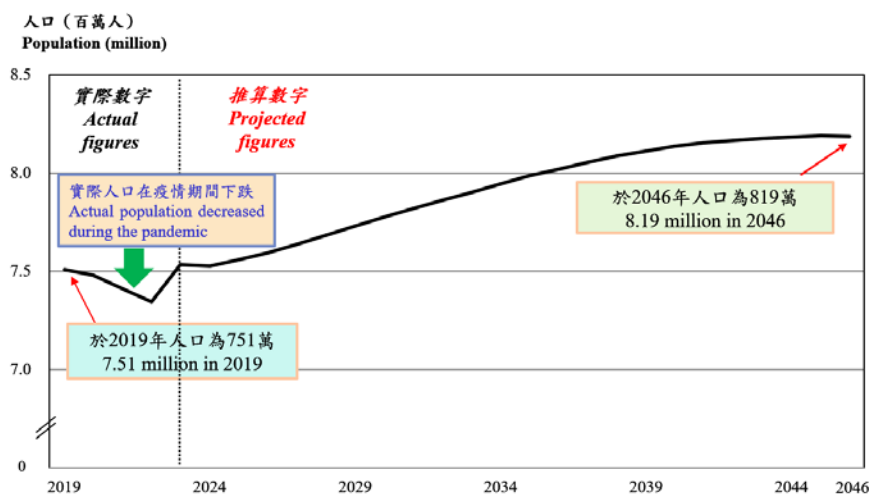 人口（百萬人）
Population (million)
8.5
實際數字
Actual
figures
推算數字
Projected
figures
8.0
實際人口在疫情期間下跌
Actual population decreased
during the pandemic
於2046年人口為819萬
8.19 million in 2046
7.5
於2019年人口為751萬
7.51 million in 2019
7.0
0
2019 2024 2029 2034 2039 2044 2046